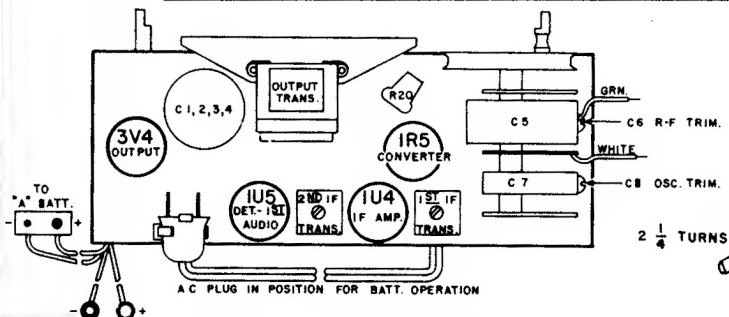 OUTPUT
TRANS.
C 1,2,3,4
R20
GRN.
C 5
C6 R-F TRIM.
3V4
OUTPUT
1R5
CONVERTER
WHITE
C 7
C8 OSC. TRIM.
TO
"A" BATT.
- +
1U5
DET.-1ST
AUDIO
2ND IF
TRANS.
1U4
IF AMP.
1ST IF
TRANS.
2 1/4 TURNS
AC PLUG IN POSITION FOR BATT. OPERATION
- +